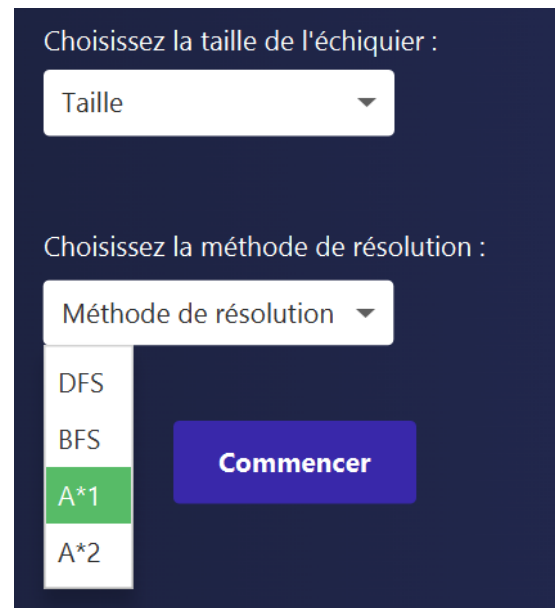 Choisissez la taille de l'échiquier :
Taille
Choisissez la méthode de résolution :
Méthode de résolution
DFS
BFS
Commencer
A*1
A*2